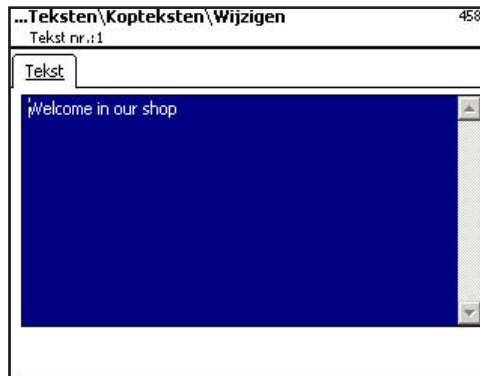 ...Teksten\Kopteksten\Wijzigen 458
Tekst nr.:1
Tekst
Welcome in our shop